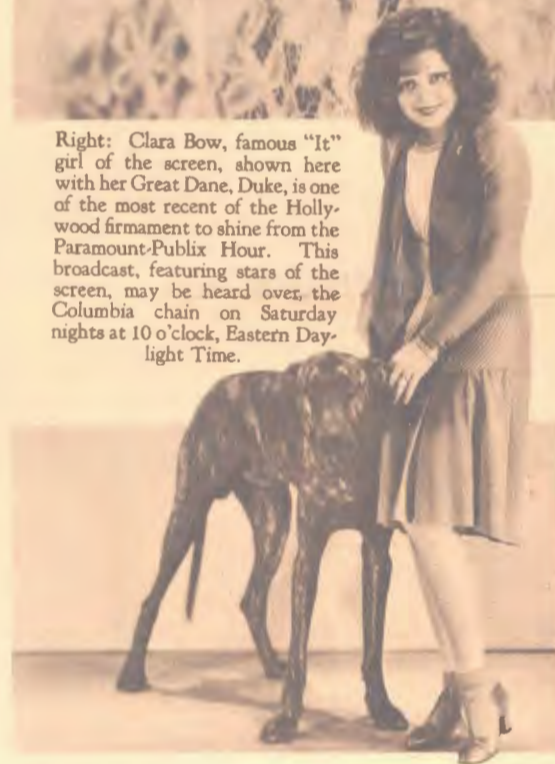 Right: Clara Bow, famous "It"
girl of the screen, shown here
with her Great Dane, Duke, is one
of the most recent of the Holly-
wood firmament to shine from the
Paramount-Publix Hour. This
broadcast, featuring stars of the
screen, may be heard over, the
Columbia chain on Saturday
nights at 10 o'clock, Eastern Day-
light Time.